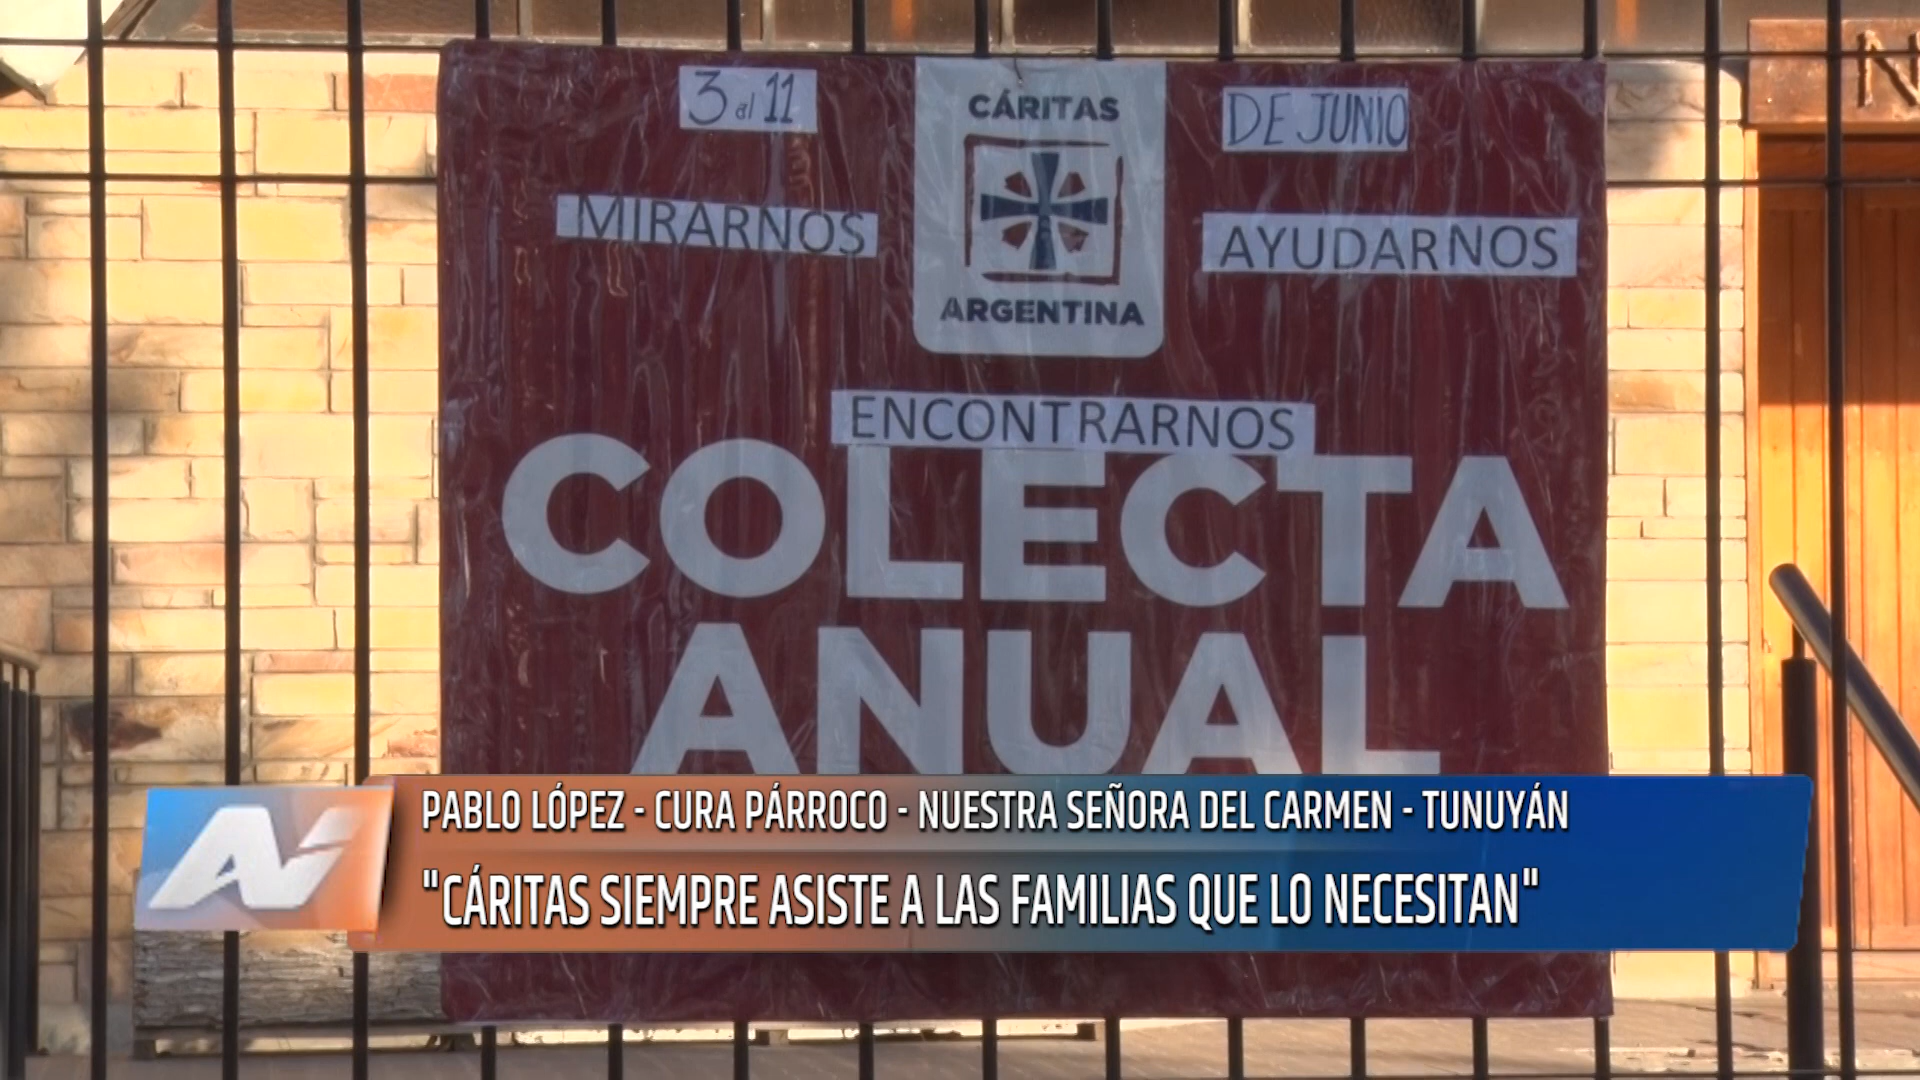 3 al 11
CÁRITAS
DE JUNIO
MIRARNOS
AYUDARNOS
ARGENTINA
ENCONTRARNOS
COLECTA
ANUAL
PABLO LÓPEZ - CURA PÁRROCO - NUESTRA SEÑORA DEL CARMEN - TUNUYÁN
"CÁRITAS SIEMPRE ASISTE A LAS FAMILIAS QUE LO NECESITAN"